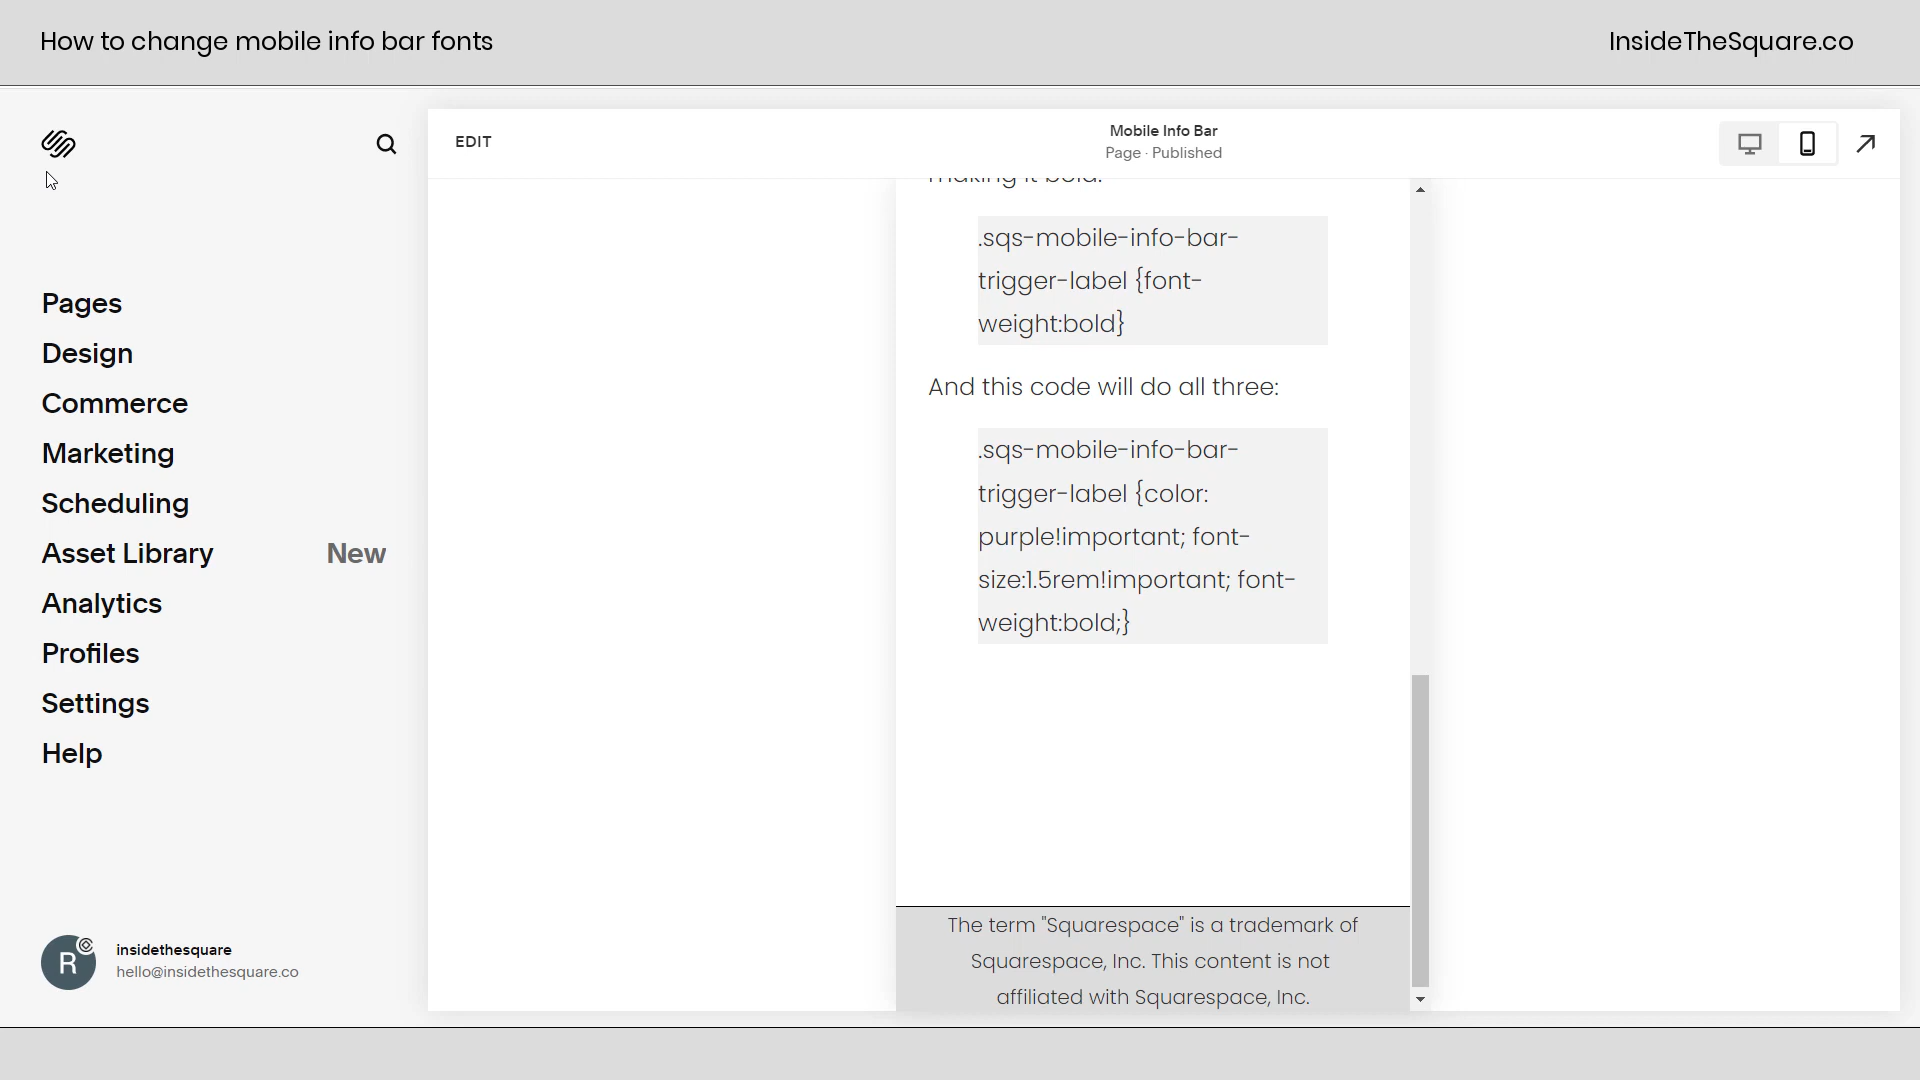 How to change mobile info bar fonts
InsideTheSquare.co
EDIT
Mobile Info Bar
Page · Published
making it bold.
.sqs-mobile-info-bar-
trigger-label {font-
weight:bold}
And this code will do all three:
.sqs-mobile-info-bar-
trigger-label {color:
purple!important; font-
size:1.5rem!important; font-
weight:bold;}
The term "Squarespace" is a trademark of
Squarespace, Inc. This content is not
affiliated with Squarespace, Inc.
Pages
Design
Commerce
Marketing
Scheduling
Asset Library New
Analytics
Profiles
Settings
Help
R
insidethesquare
hello@insidethesquare.co